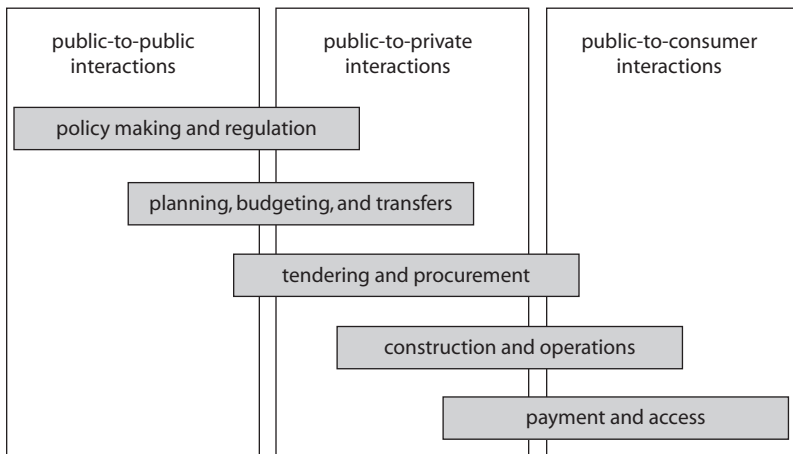 public-to-public
interactions
public-to-private
interactions
public-to-consumer
interactions
policy making and regulation
planning, budgeting, and transfers
tendering and procurement
construction and operations
payment and access